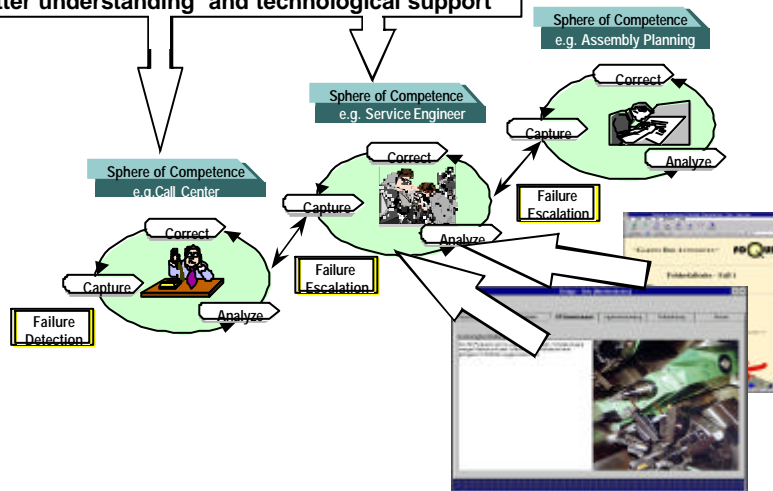 tter understanding and technological support
Sphere of Competence
e.g. Assembly Planning
Correct
Capture
Analyze
Sphere of Competence
e.g. Service Engineer
Correct
Capture
Analyze
Failure
Escalation
Sphere of Competence
e.g.Call Center
Correct
Capture
Analyze
Failure
Escalation
Failure
Detection